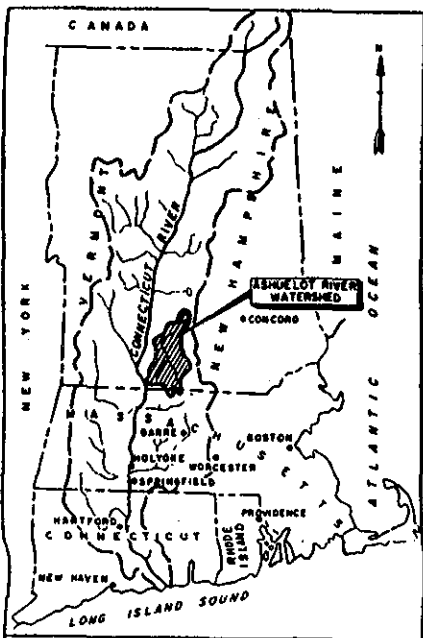 CANADA
N
VERMONT
CONNECTICUT RIVER
NEW HAMPSHIRE
MAINE
ASHUELOT RIVER
WATERSHED
CONCORD
NEW YORK
ATLANTIC OCEAN
MASSACHUSETTS
BARRE
BOSTON
HOLYOKE
WORCESTER
SPRINGFIELD
HARTFORD
PROVIDENCE
CONNECTICUT
RHODE
ISLAND
NEW HAVEN
LONG ISLAND SOUND